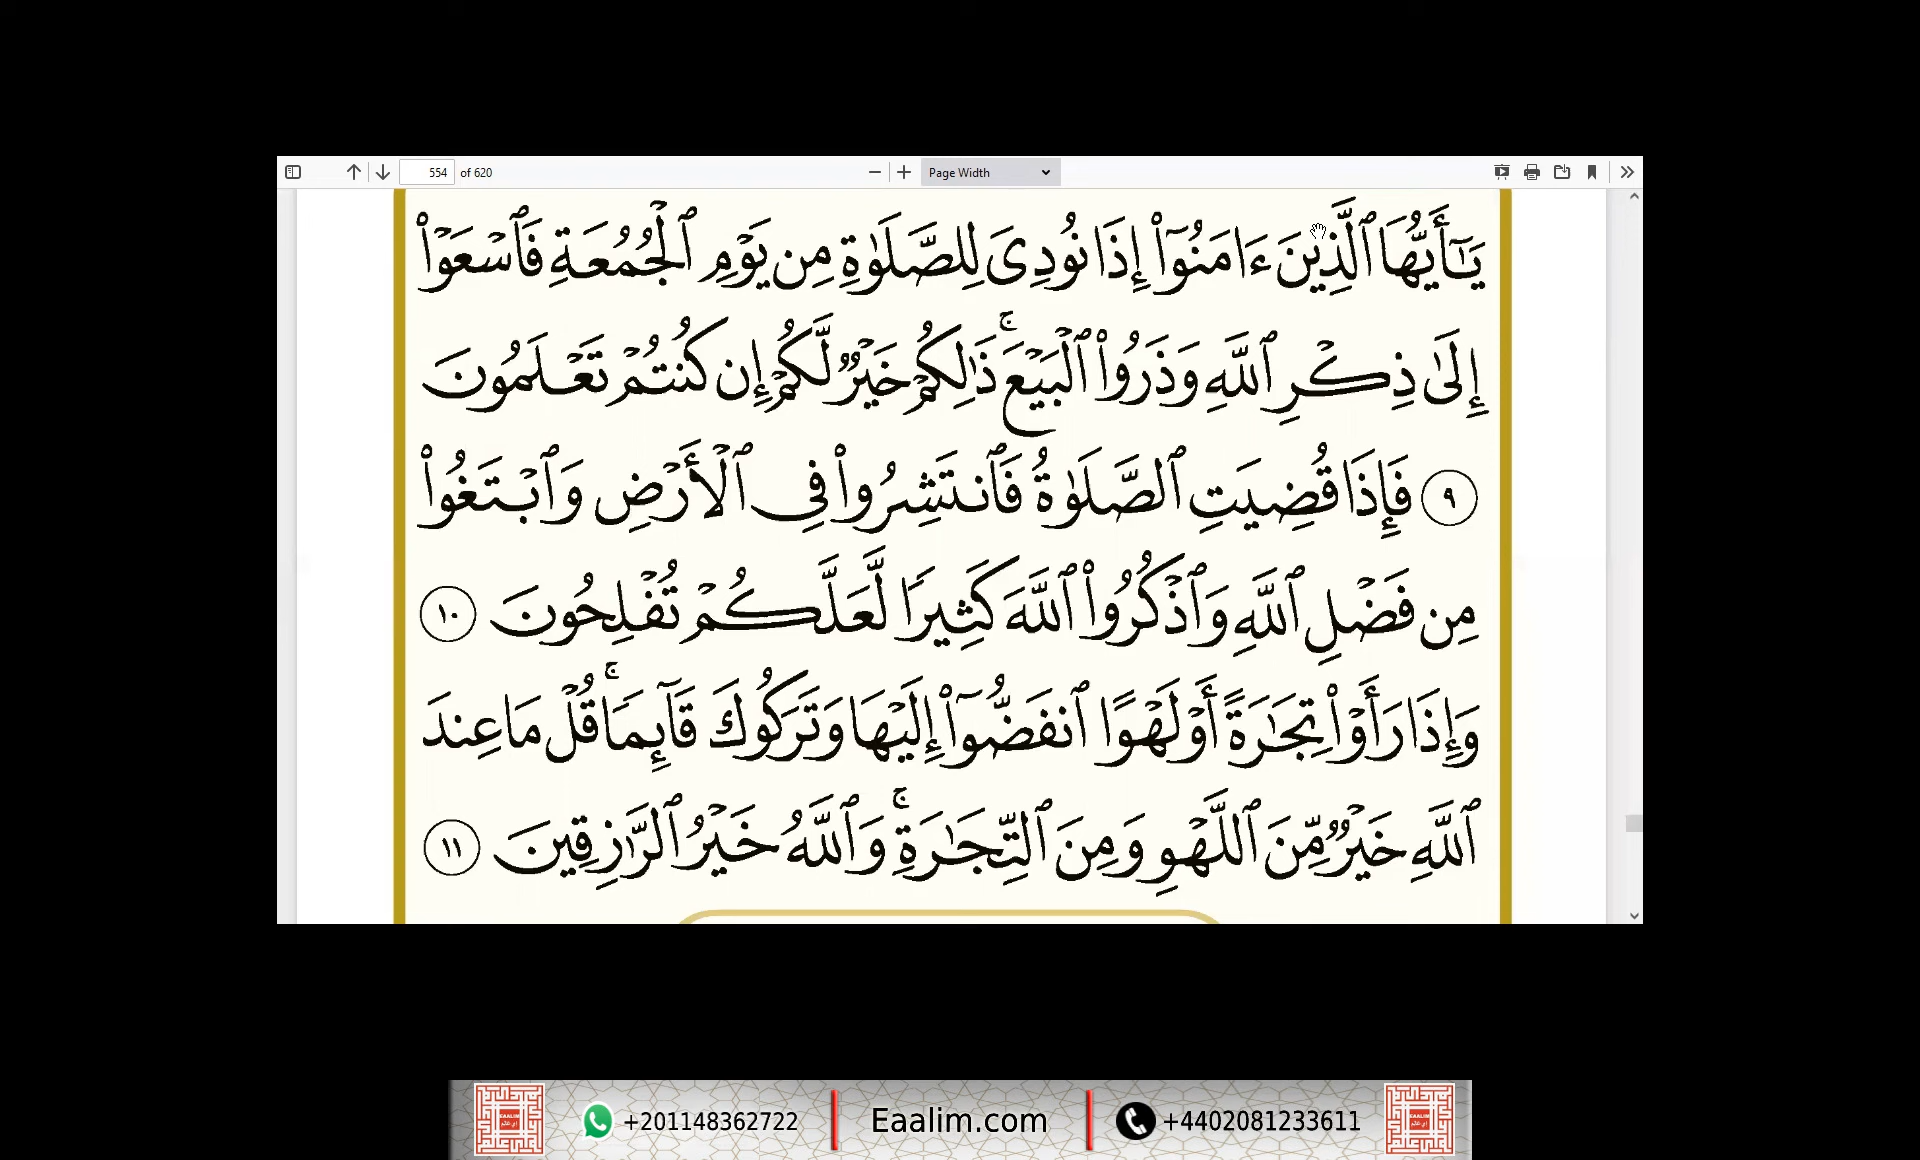 554 of 620 Page Width
يَـٰٓأَيُّهَا ٱلَّذِينَ ءَامَنُوٓا۟ إِذَا نُودِىَ لِلصَّلَوٰةِ مِن يَوْمِ ٱلْجُمُعَةِ فَٱسْعَوْا۟
إِلَىٰ ذِكْرِ ٱللَّهِ وَذَرُوا۟ ٱلْبَيْعَ ۚ ذَٰلِكُمْ خَيْرٌ لَّكُمْ إِن كُنتُمْ تَعْلَمُونَ
٩ فَإِذَا قُضِيَتِ ٱلصَّلَوٰةُ فَٱنتَشِرُوا۟ فِى ٱلْأَرْضِ وَٱبْتَغُوا۟
مِن فَضْلِ ٱللَّهِ وَٱذْكُرُوا۟ ٱللَّهَ كَثِيرًا لَّعَلَّكُمْ تُفْلِحُونَ ١٠
وَإِذَا رَأَوْا۟ تِجَـٰرَةً أَوْ لَهْوًا ٱنفَضُّوٓا۟ إِلَيْهَا وَتَرَكُوكَ قَآئِمًا ۚ قُلْ مَا عِندَ
ٱللَّهِ خَيْرٌ مِّنَ ٱللَّهْوِ وَمِنَ ٱلتِّجَـٰرَةِ ۚ وَٱللَّهُ خَيْرُ ٱلرَّٰزِقِينَ ١١
+201148362722 Eaalim.com +4402081233611